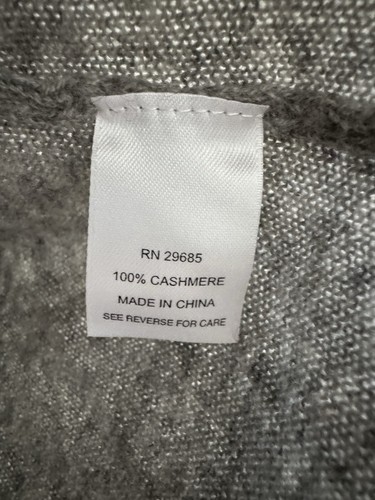 RN 29685
100% CASHMERE
MADE IN CHINA
SEE REVERSE FOR CARE